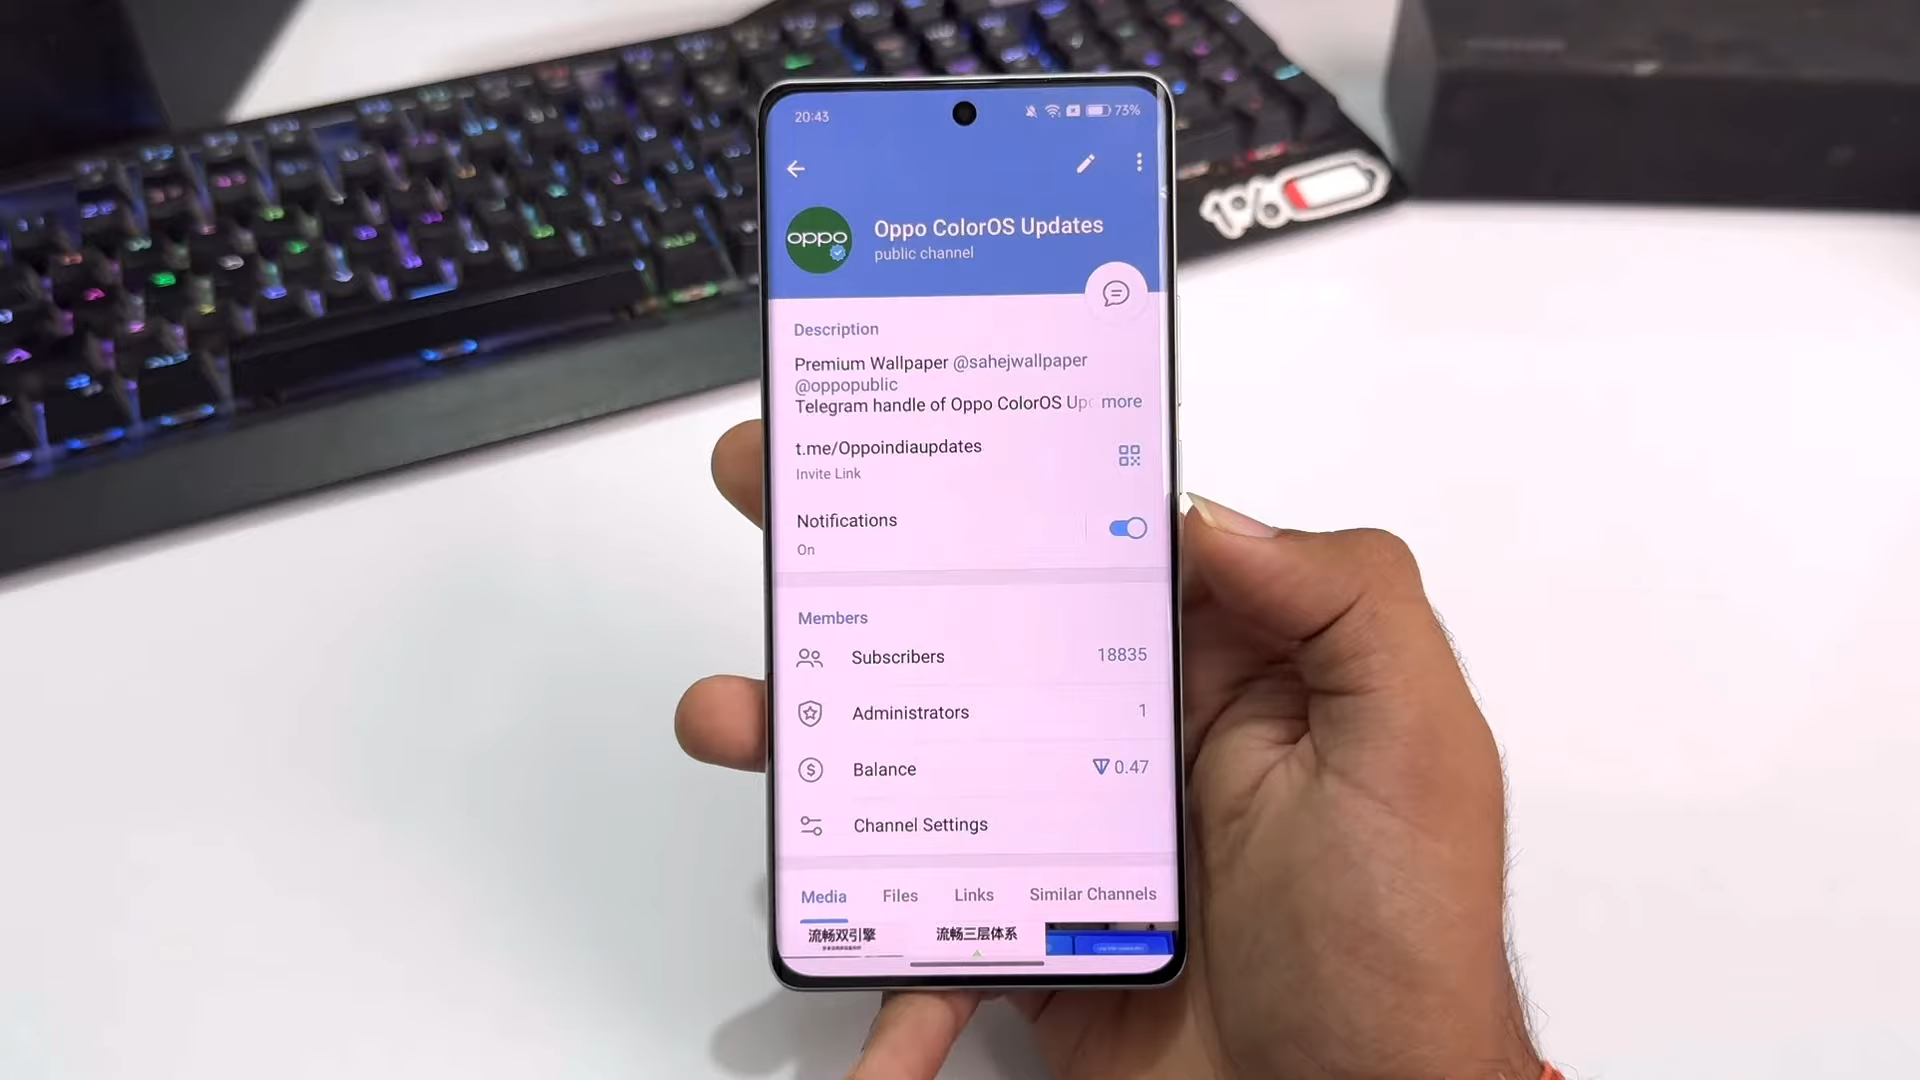 20:43
73%
1%
oppo
Oppo ColorOS Updates
public channel
Description
Premium Wallpaper @sahejwallpaper
@oppopublic
Telegram handle of Oppo ColorOS Up
more
t.me/Oppoindiaupdates
Invite Link
Notifications
On
Members
Subscribers 18835
Administrators 1
Balance 0.47
Channel Settings
Media Files Links Similar Channels
流畅双引擎 流畅三层体系